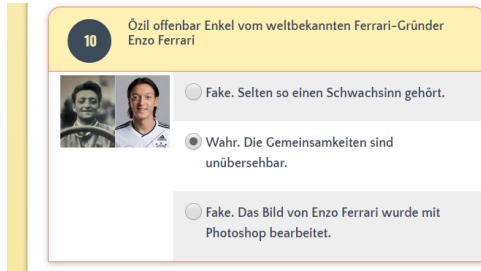 10
Özil offenbar Enkel vom weltbekannten Ferrari-Gründer
Enzo Ferrari
Fake. Selten so einen Schwachsinn gehört.
Wahr. Die Gemeinsamkeiten sind
unübersehbar.
Fake. Das Bild von Enzo Ferrari wurde mit
Photoshop bearbeitet.